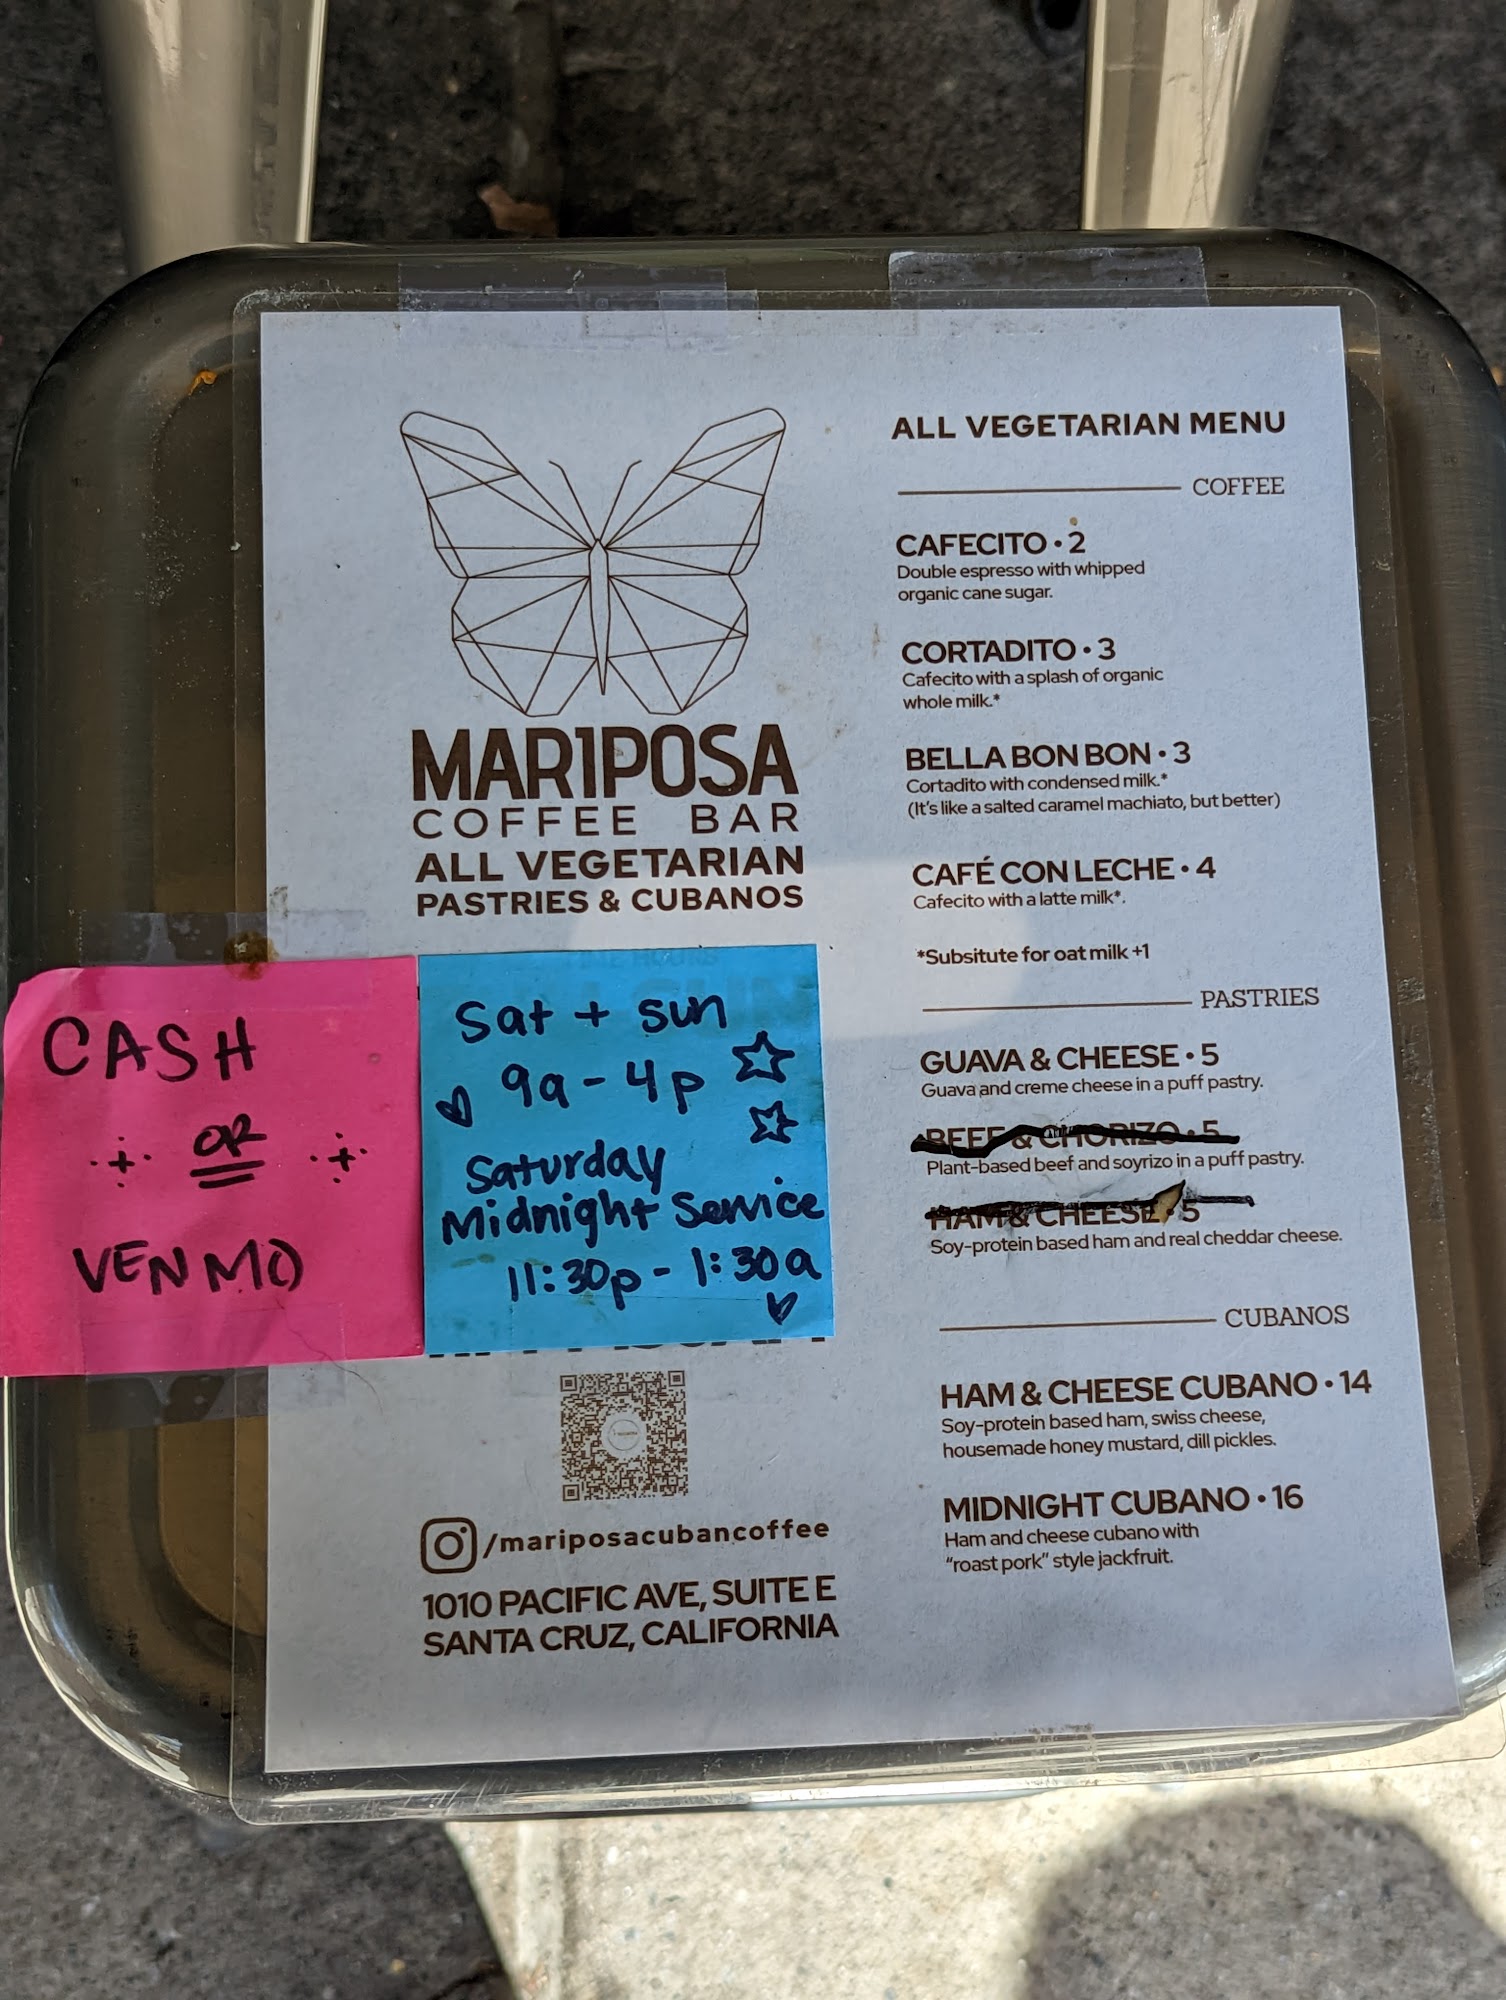 MARIPOSA
COFFEE BAR
ALL VEGETARIAN
PASTRIES & CUBANOS
CASH
OR
VENMO
Sat + Sun
9a - 4p
Saturday
Midnight Service
11:30p - 1:30a
/mariposacubancoffee
1010 PACIFIC AVE, SUITE E
SANTA CRUZ, CALIFORNIA
ALL VEGETARIAN MENU
COFFEE
CAFECITO • 2
Double espresso with whipped
organic cane sugar.
CORTADITO • 3
Cafecito with a splash of organic
whole milk.*
BELLA BON BON • 3
Cortadito with condensed milk.*
(It's like a salted caramel machiato, but better)
CAFÉ CON LECHE • 4
Cafecito with a latte milk*.
*Subsitute for oat milk +1
PASTRIES
GUAVA & CHEESE • 5
Guava and creme cheese in a puff pastry.
BEEF & CHORIZO • 5
Plant-based beef and soyrizo in a puff pastry.
HAM & CHEESE • 5
Soy-protein based ham and real cheddar cheese.
CUBANOS
HAM & CHEESE CUBANO • 14
Soy-protein based ham, swiss cheese,
housemade honey mustard, dill pickles.
MIDNIGHT CUBANO • 16
Ham and cheese cubano with
"roast pork" style jackfruit.